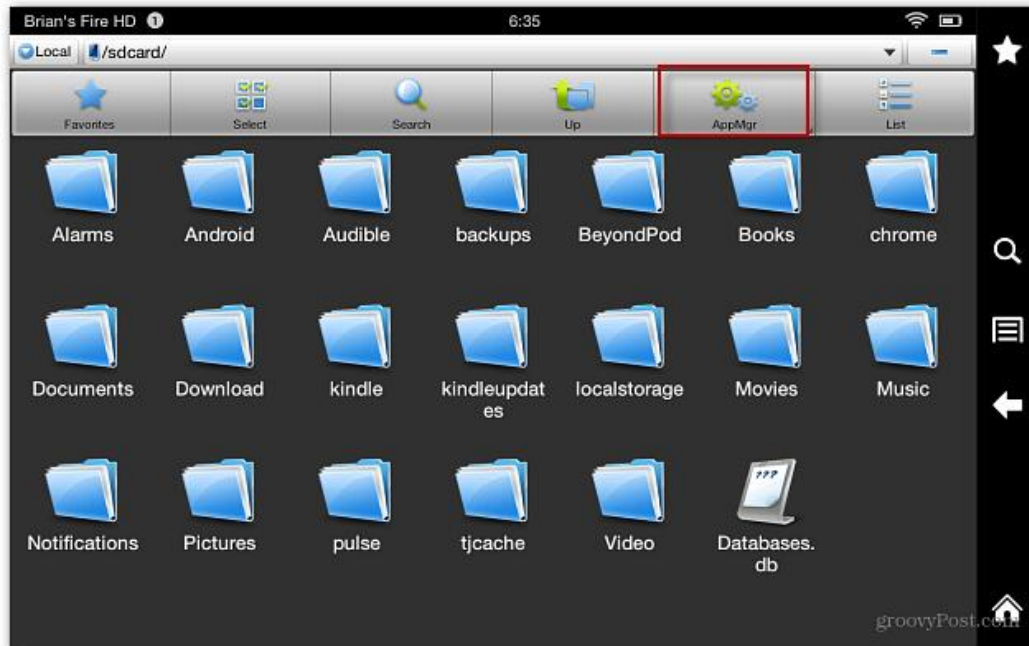 Brian's Fire HD 1 6:35
Local /sdcard/
Favorites Select Search Up AppMgr List
Alarms Android Audible backups BeyondPod Books chrome
Documents Download kindle kindleupdat
es localstorage Movies Music
Notifications Pictures pulse tjcache Video Databases.
db
???
groovyPost.com